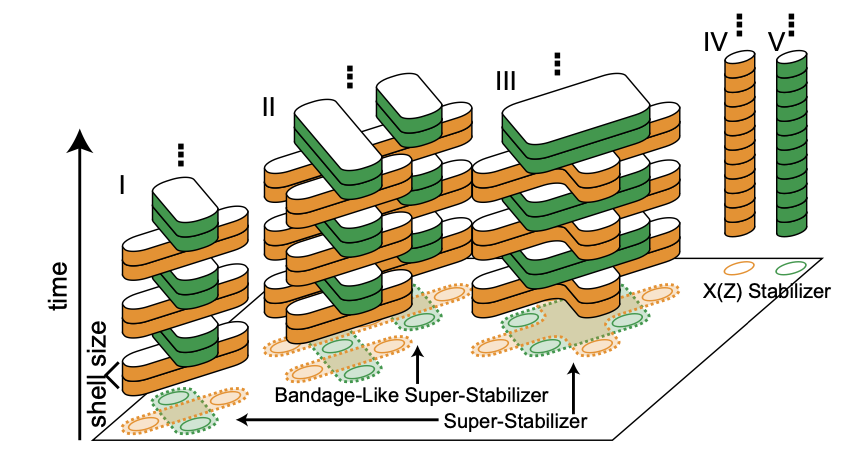 I
II
III
IV
V
time
shell size
X(Z) Stabilizer
Bandage-Like Super-Stabilizer
Super-Stabilizer